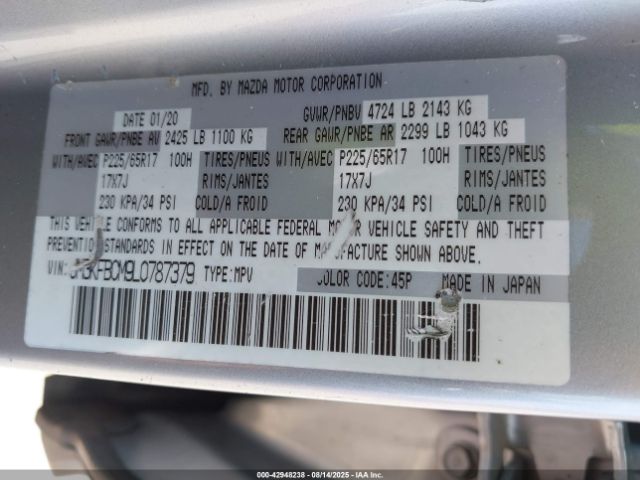 MFD. BY MAZDA MOTOR CORPORATION
DATE 01/20 GVWR/PNBV 4724 LB 2143 KG
FRONT GAWR/PNBE AV 2425 LB 1100 KG REAR GAWR/PNBE AR 2299 LB 1043 KG
WITH/AVEC P225/65R17 100H TIRES/PNEUS WITH/AVEC P225/65R17 100H TIRES/PNEUS
17X7J RIMS/JANTES 17X7J RIMS/JANTES
230 KPA/34 PSI COLD/A FROID 230 KPA/34 PSI COLD/A FROID
THIS VEHICLE CONFORMS TO ALL APPLICABLE FEDERAL MOTOR VEHICLE SAFETY AND THEFT
PREVENTION STANDARDS IN EFFECT ON THE DATE OF MANUFACTURE SHOWN ABOVE.
VIN: JM3KFBCM9L0787379 TYPE: MPV COLOR CODE: 45P MADE IN JAPAN
000-42948238 - 08/14/2025 - IAAI.COM